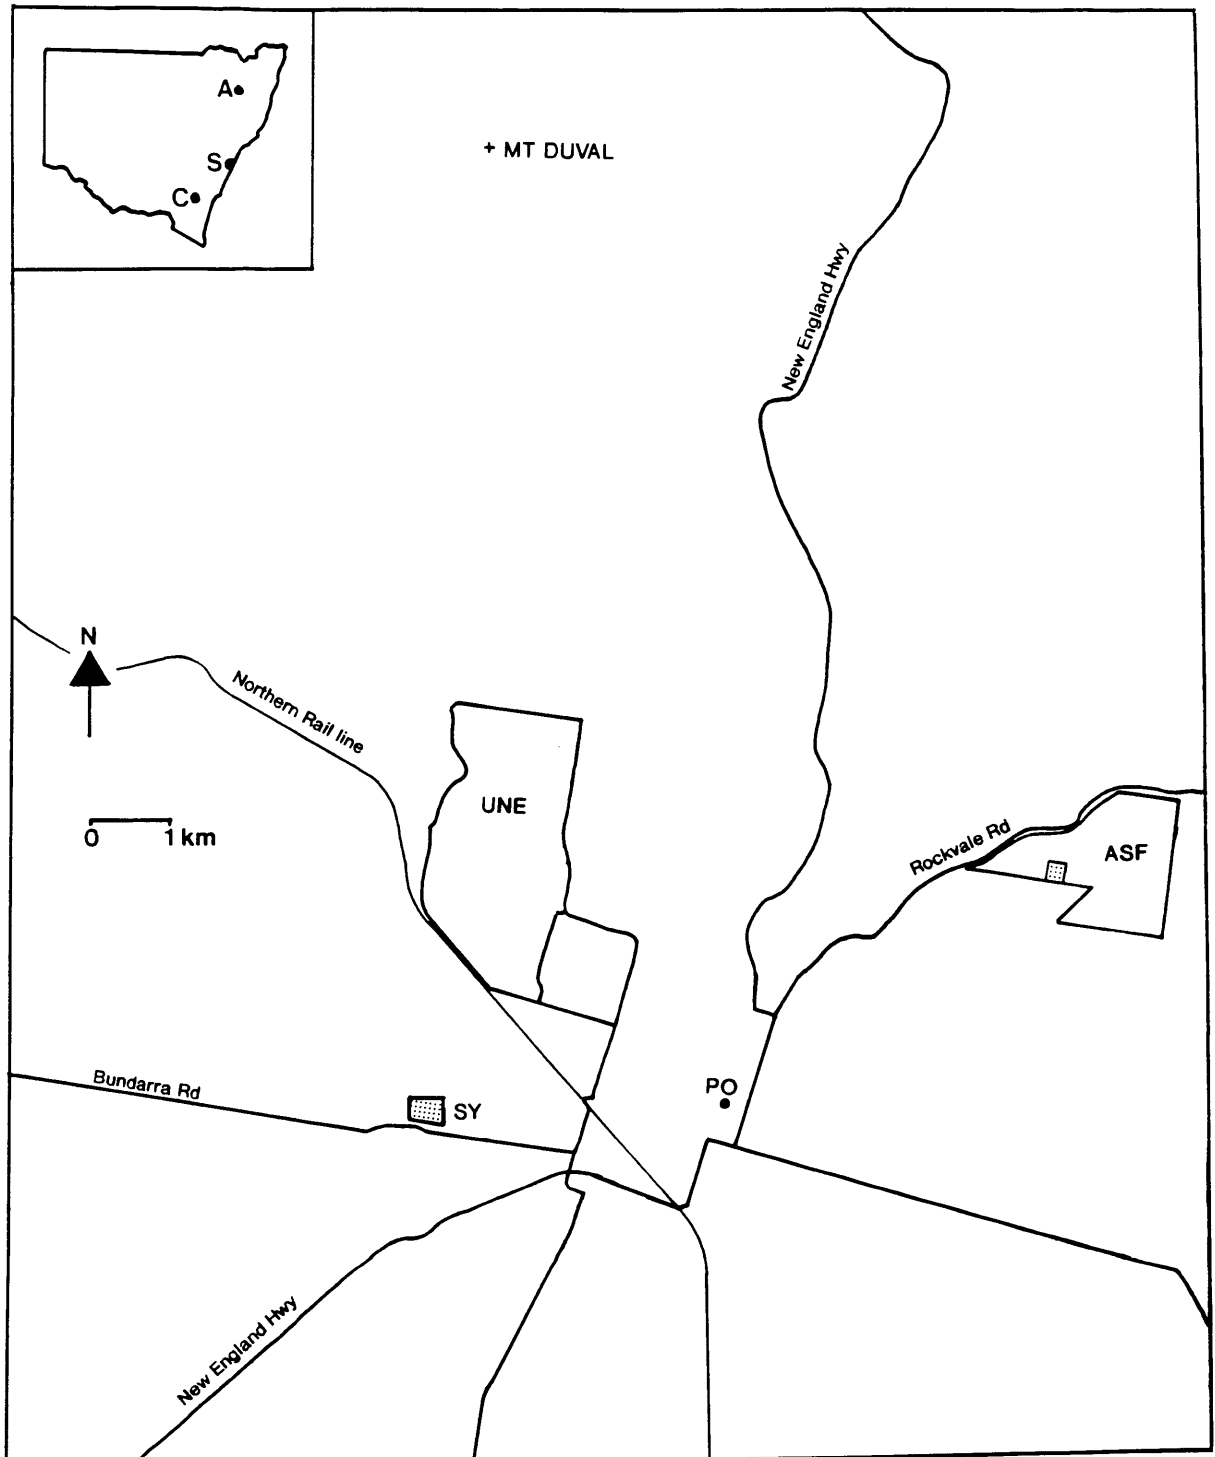 A
S
C
+ MT DUVAL
New England Hwy
N
Northern Rail line
UNE
0 1 km
Rockvale Rd
ASF
Bundarra Rd
SY
PO
New England Hwy